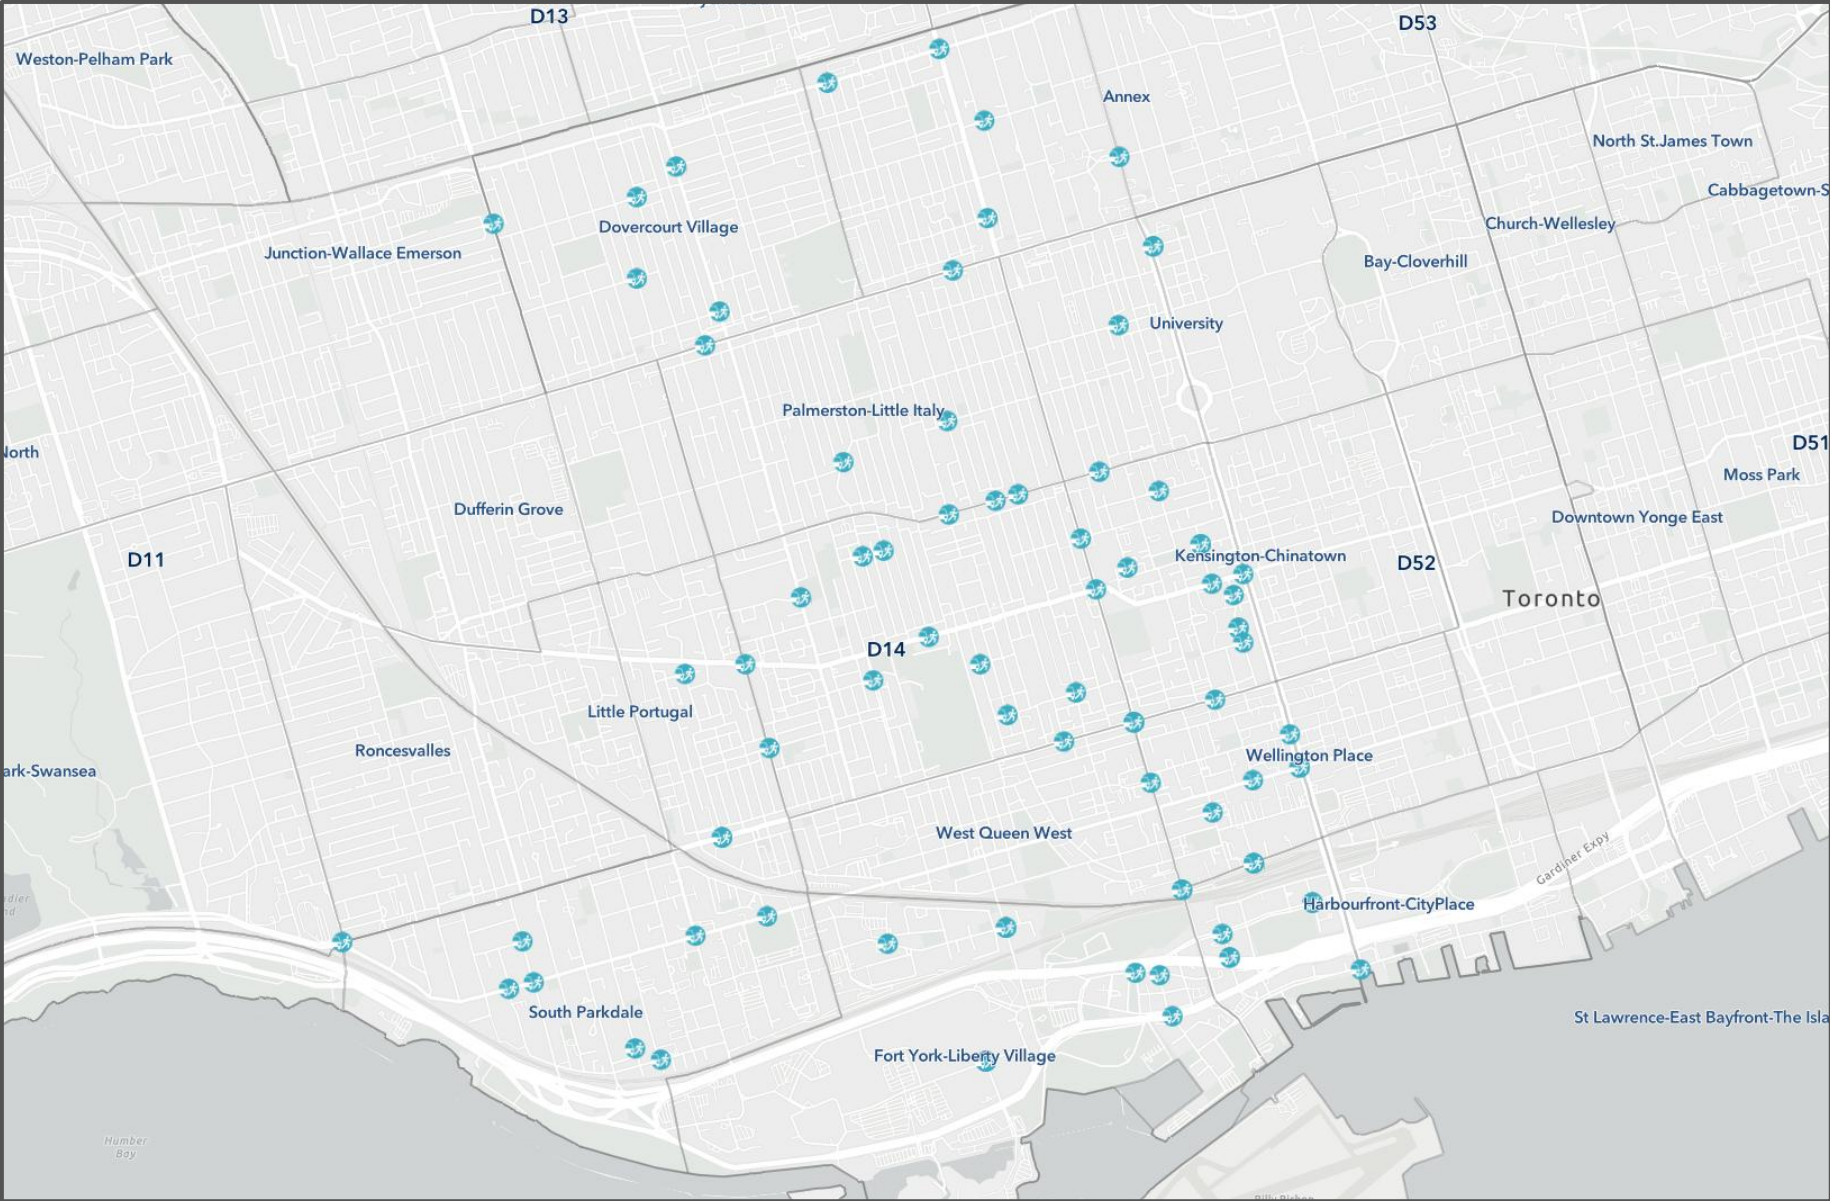 D13
D53
Weston-Pelham Park
Annex
North St.James Town
Cabbagetown-S
Church-Wellesley
Dovercourt Village
Junction-Wallace Emerson
Bay-Cloverhill
University
Palmerston-Little Italy
D51
North
Moss Park
Dufferin Grove
Downtown Yonge East
D11
Kensington-Chinatown
D52
Toronto
D14
Little Portugal
Roncesvalles
Wellington Place
ark-Swansea
West Queen West
Gardiner Expy
Harbourfront-CityPlace
South Parkdale
St Lawrence-East Bayfront-The Isla
Fort York-Liberty Village
Humber
Bay